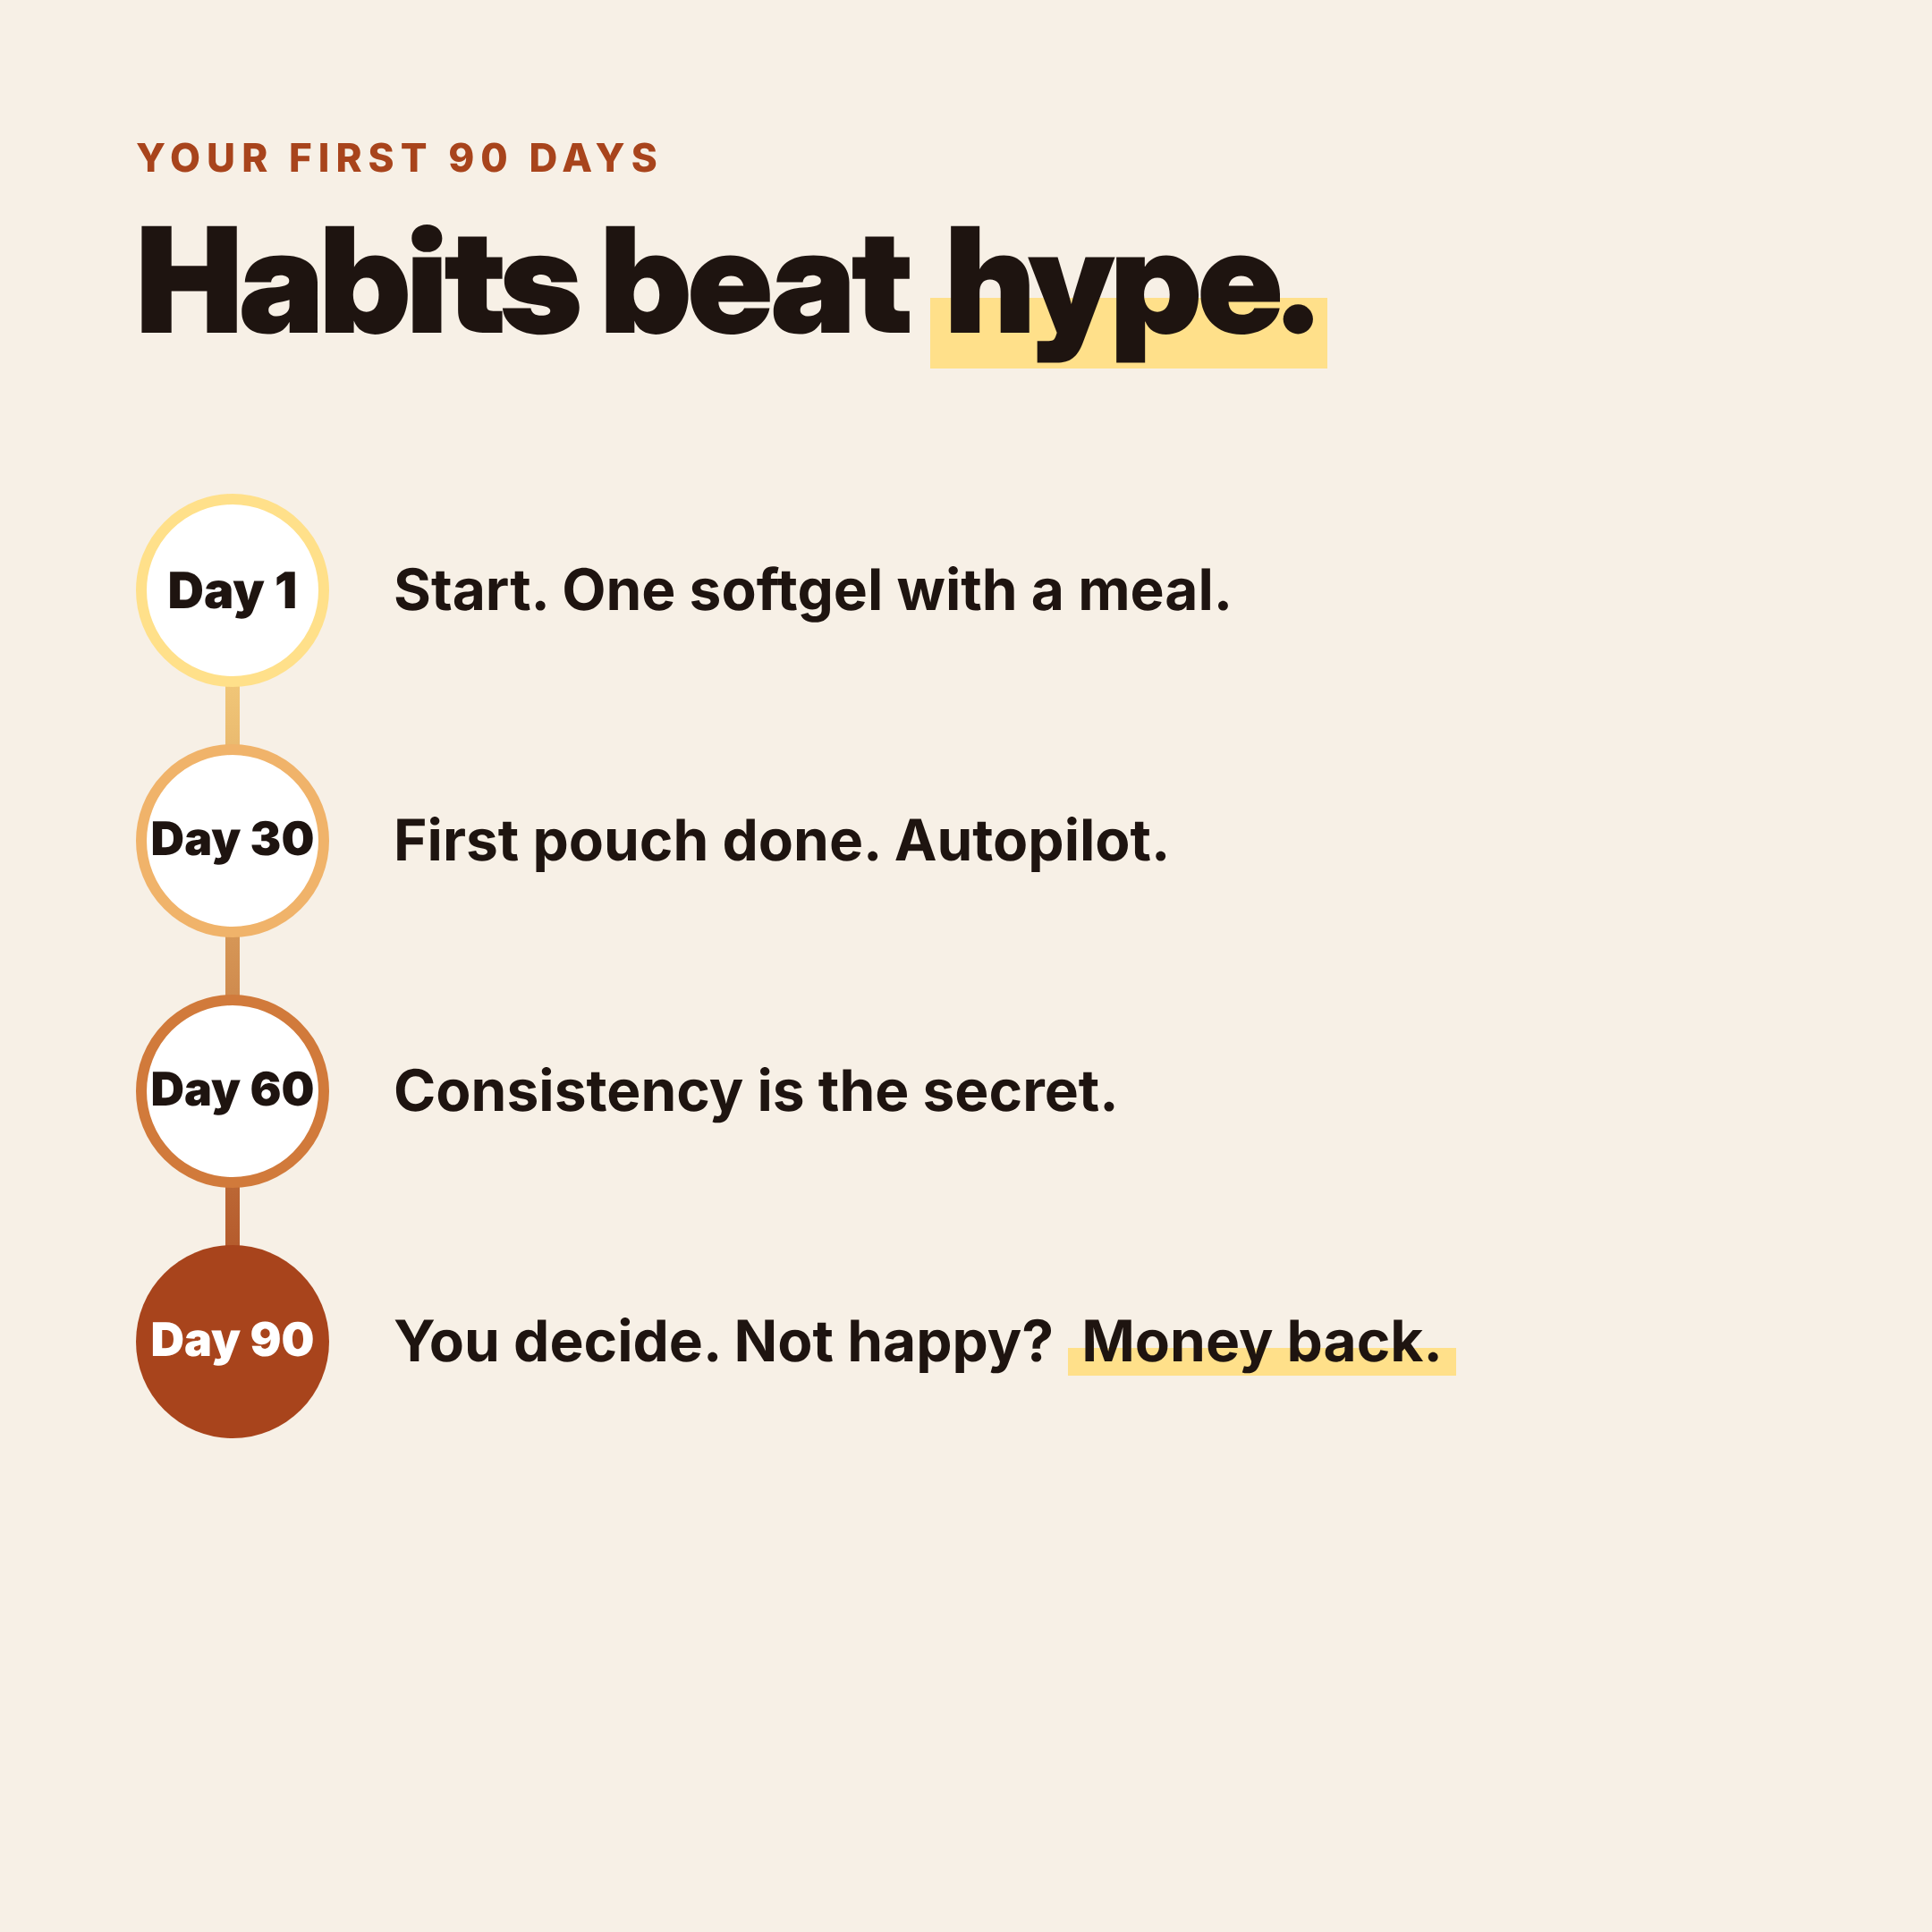 YOUR FIRST 90 DAYS
Habits beat hype.
Day 1
Start. One softgel with a meal.
Day 30
First pouch done. Autopilot.
Day 60
Consistency is the secret.
Day 90
You decide. Not happy? Money back.